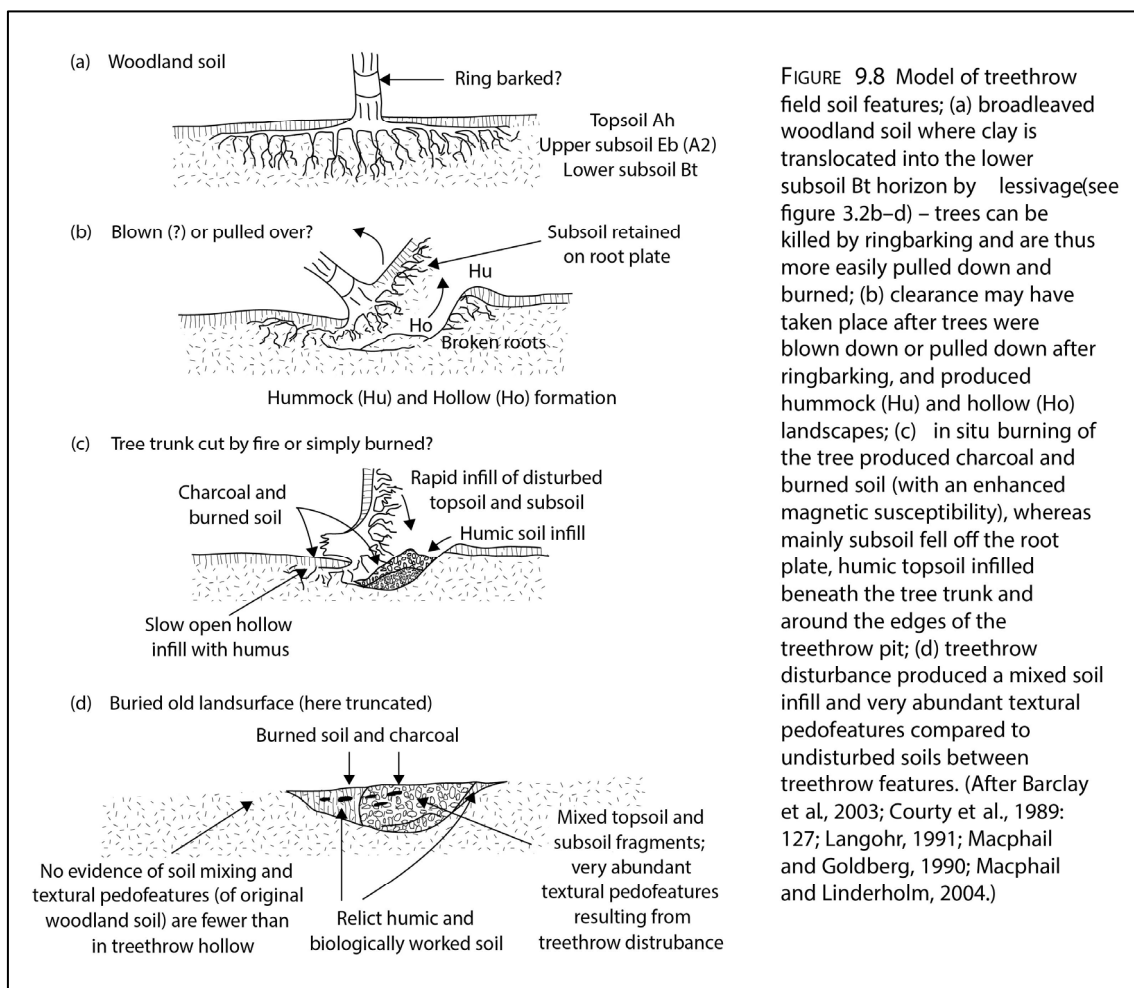 (a) Woodland soil
Ring barked?
Topsoil Ah
Upper subsoil Eb (A2)
Lower subsoil Bt
(b) Blown (?) or pulled over?
Subsoil retained
on root plate
Hu
Ho
Broken roots
Hummock (Hu) and Hollow (Ho) formation
(c) Tree trunk cut by fire or simply burned?
Charcoal and
burned soil
Rapid infill of disturbed
topsoil and subsoil
Humic soil infill
Slow open hollow
infill with humus
(d) Buried old landsurface (here truncated)
Burned soil and charcoal
No evidence of soil mixing and
textural pedofeatures (of original
woodland soil) are fewer than
in treethrow hollow
Relict humic and
biologically worked soil
Mixed topsoil and
subsoil fragments;
very abundant
textural pedofeatures
resulting from
treethrow distrubance
FIGURE 9.8 Model of treethrow
field soil features; (a) broadleaved
woodland soil where clay is
translocated into the lower
subsoil Bt horizon by lessivage(see
figure 3.2b–d) – trees can be
killed by ringbarking and are thus
more easily pulled down and
burned; (b) clearance may have
taken place after trees were
blown down or pulled down after
ringbarking, and produced
hummock (Hu) and hollow (Ho)
landscapes; (c) in situ burning of
the tree produced charcoal and
burned soil (with an enhanced
magnetic susceptibility), whereas
mainly subsoil fell off the root
plate, humic topsoil infilled
beneath the tree trunk and
around the edges of the
treethrow pit; (d) treethrow
disturbance produced a mixed soil
infill and very abundant textural
pedofeatures compared to
undisturbed soils between
treethrow features. (After Barclay
et al, 2003; Courty et al., 1989:
127; Langohr, 1991; Macphail
and Goldberg, 1990; Macphail
and Linderholm, 2004.)